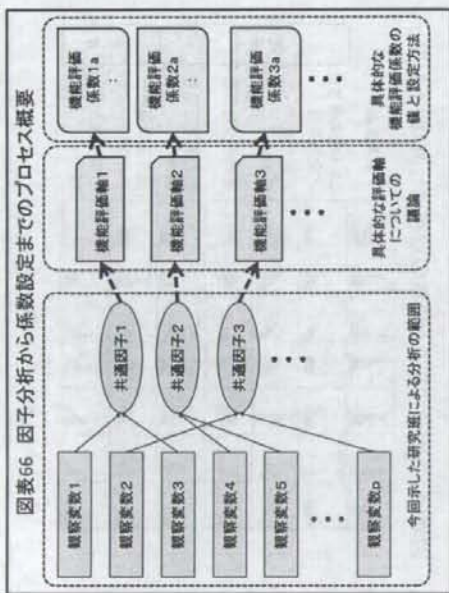 図表66 因子分析から係数設定までのプロセス概要
観察変数1
観察変数2
観察変数3
観察変数4
観察変数5
観察変数p
共通因子1
共通因子2
共通因子3
今回示した研究班による分析の範囲
機能評価軸1
機能評価軸2
機能評価軸3
具体的な評価軸
についての
議論
機能評価
係数1a
:
機能評価
係数2a
:
機能評価
係数3a
具体的な
機能評価係数の
値と設定方法